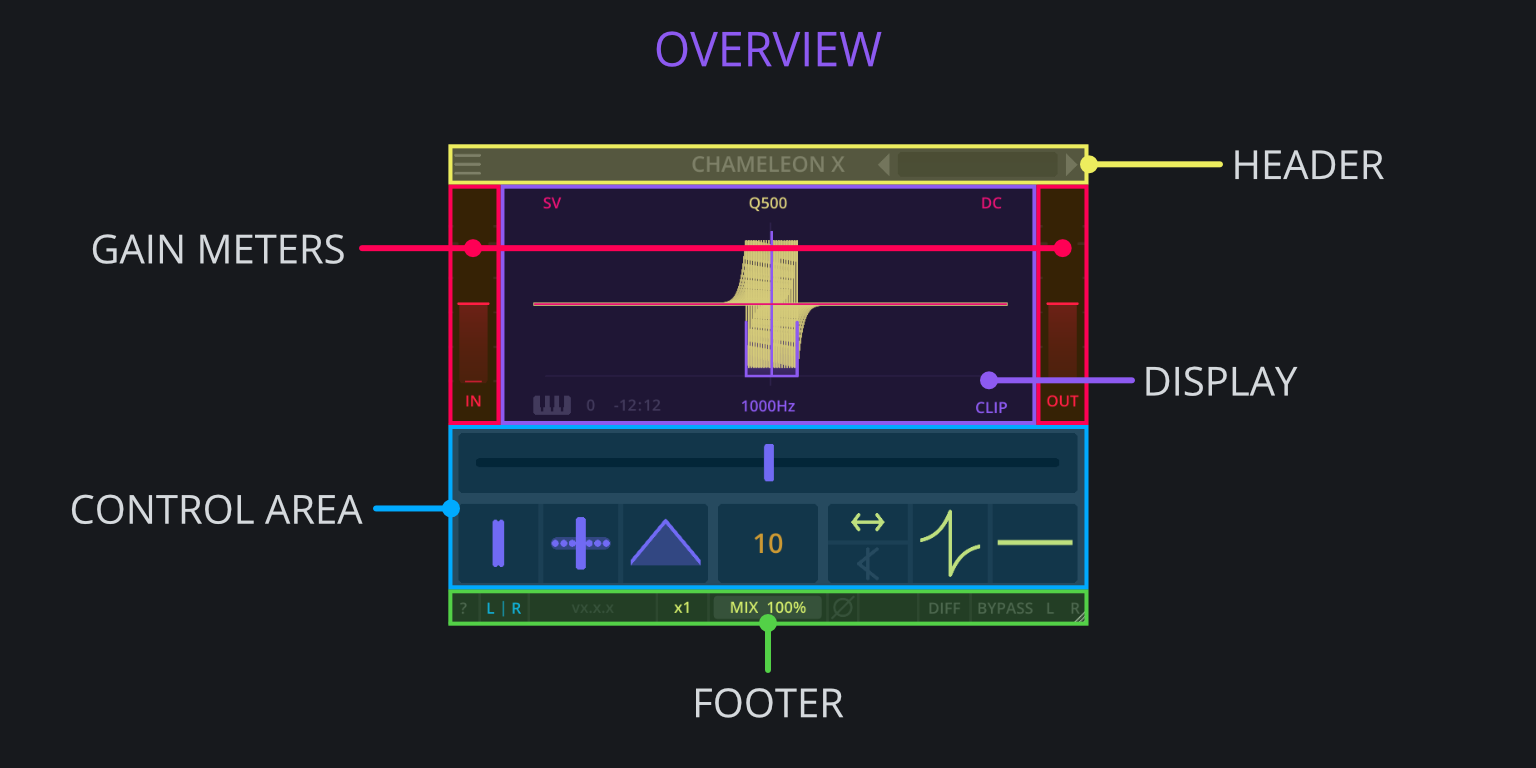 OVERVIEW
CHAMELEON X
HEADER
SV Q500 DC
GAIN METERS
DISPLAY
IN 0 -12:12 1000Hz CLIP OUT
CONTROL AREA
10
? L | R vx.x.x x1 MIX 100% DIFF BYPASS L R
FOOTER